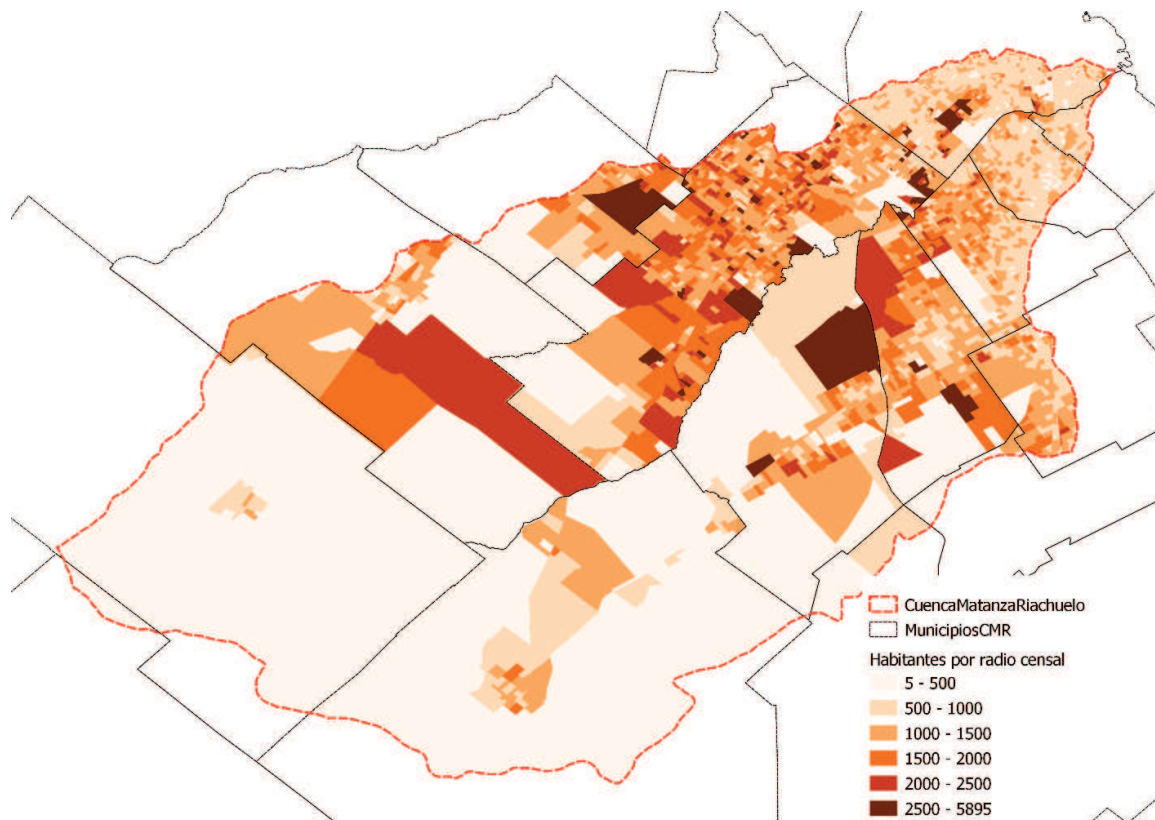 CuencaMatanzaRiachuelo
MunicipiosCMR
Habitantes por radio censal
5 - 500
500 - 1000
1000 - 1500
1500 - 2000
2000 - 2500
2500 - 5895